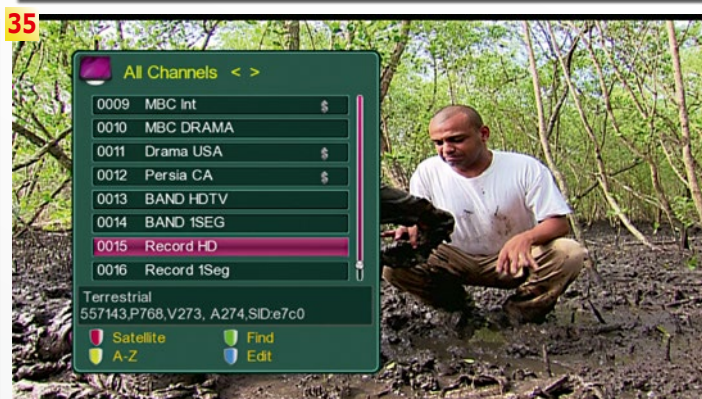 35
All Channels < >
0009 MBC Int $
0010 MBC DRAMA
0011 Drama USA $
0012 Persia CA $
0013 BAND HDTV
0014 BAND 1SEG
0015 Record HD
0016 Record 1Seg
Terrestrial
557143,P768,V273, A274,SID:e7c0
Satellite Find
A-Z Edit